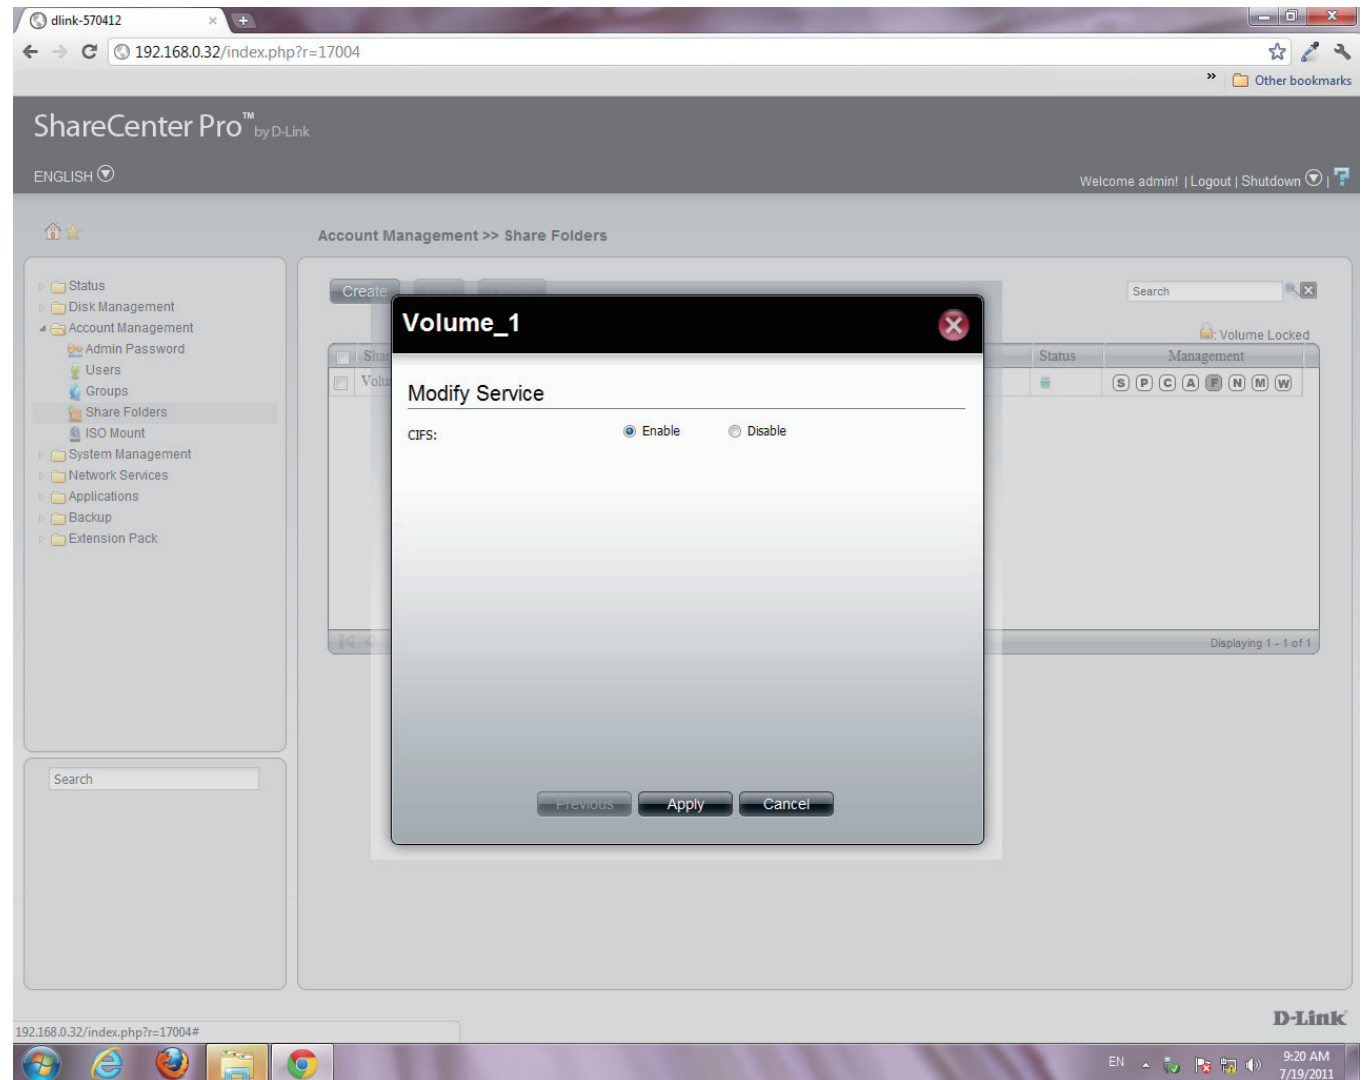 dlink-570412
192.168.0.32/index.php?r=17004
» Other bookmarks
ShareCenter Pro™ by D-Link
ENGLISH
Welcome admin! | Logout | Shutdown | ?
Account Management >> Share Folders
Status
Disk Management
Account Management
Admin Password
Users
Groups
Share Folders
ISO Mount
System Management
Network Services
Applications
Backup
Extension Pack
Search
Create
Search
: Volume Locked
Status Management
S P C A F N M W
Displaying 1 - 1 of 1
Volume_1
Modify Service
CIFS: Enable Disable
Previous Apply Cancel
D-Link
192.168.0.32/index.php?r=17004#
EN
9:20 AM
7/19/2011